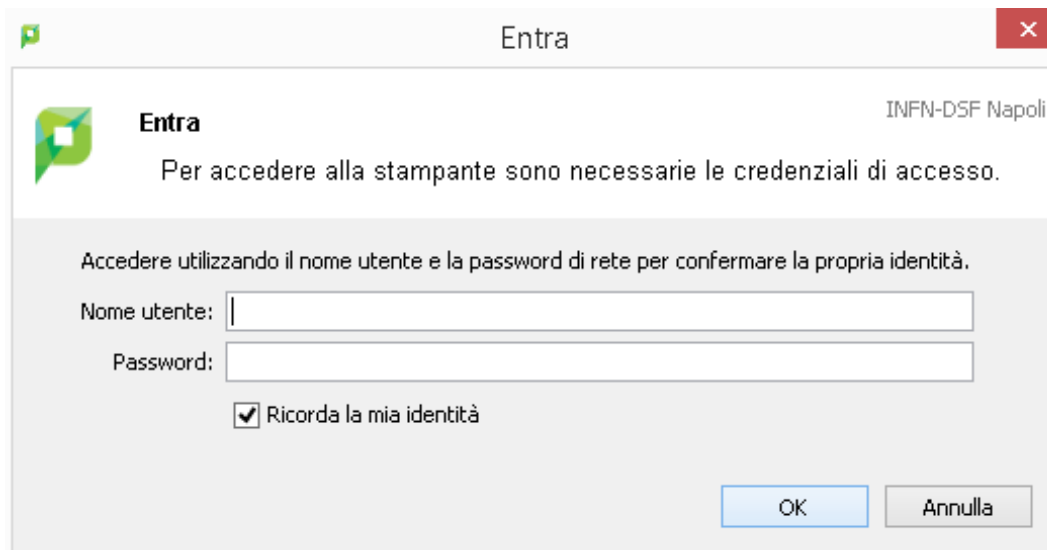 Entra
INFN-DSF Napoli
Entra
Per accedere alla stampante sono necessarie le credenziali di accesso.
Accedere utilizzando il nome utente e la password di rete per confermare la propria identità.
Nome utente:
Password:
Ricorda la mia identità
OK Annulla